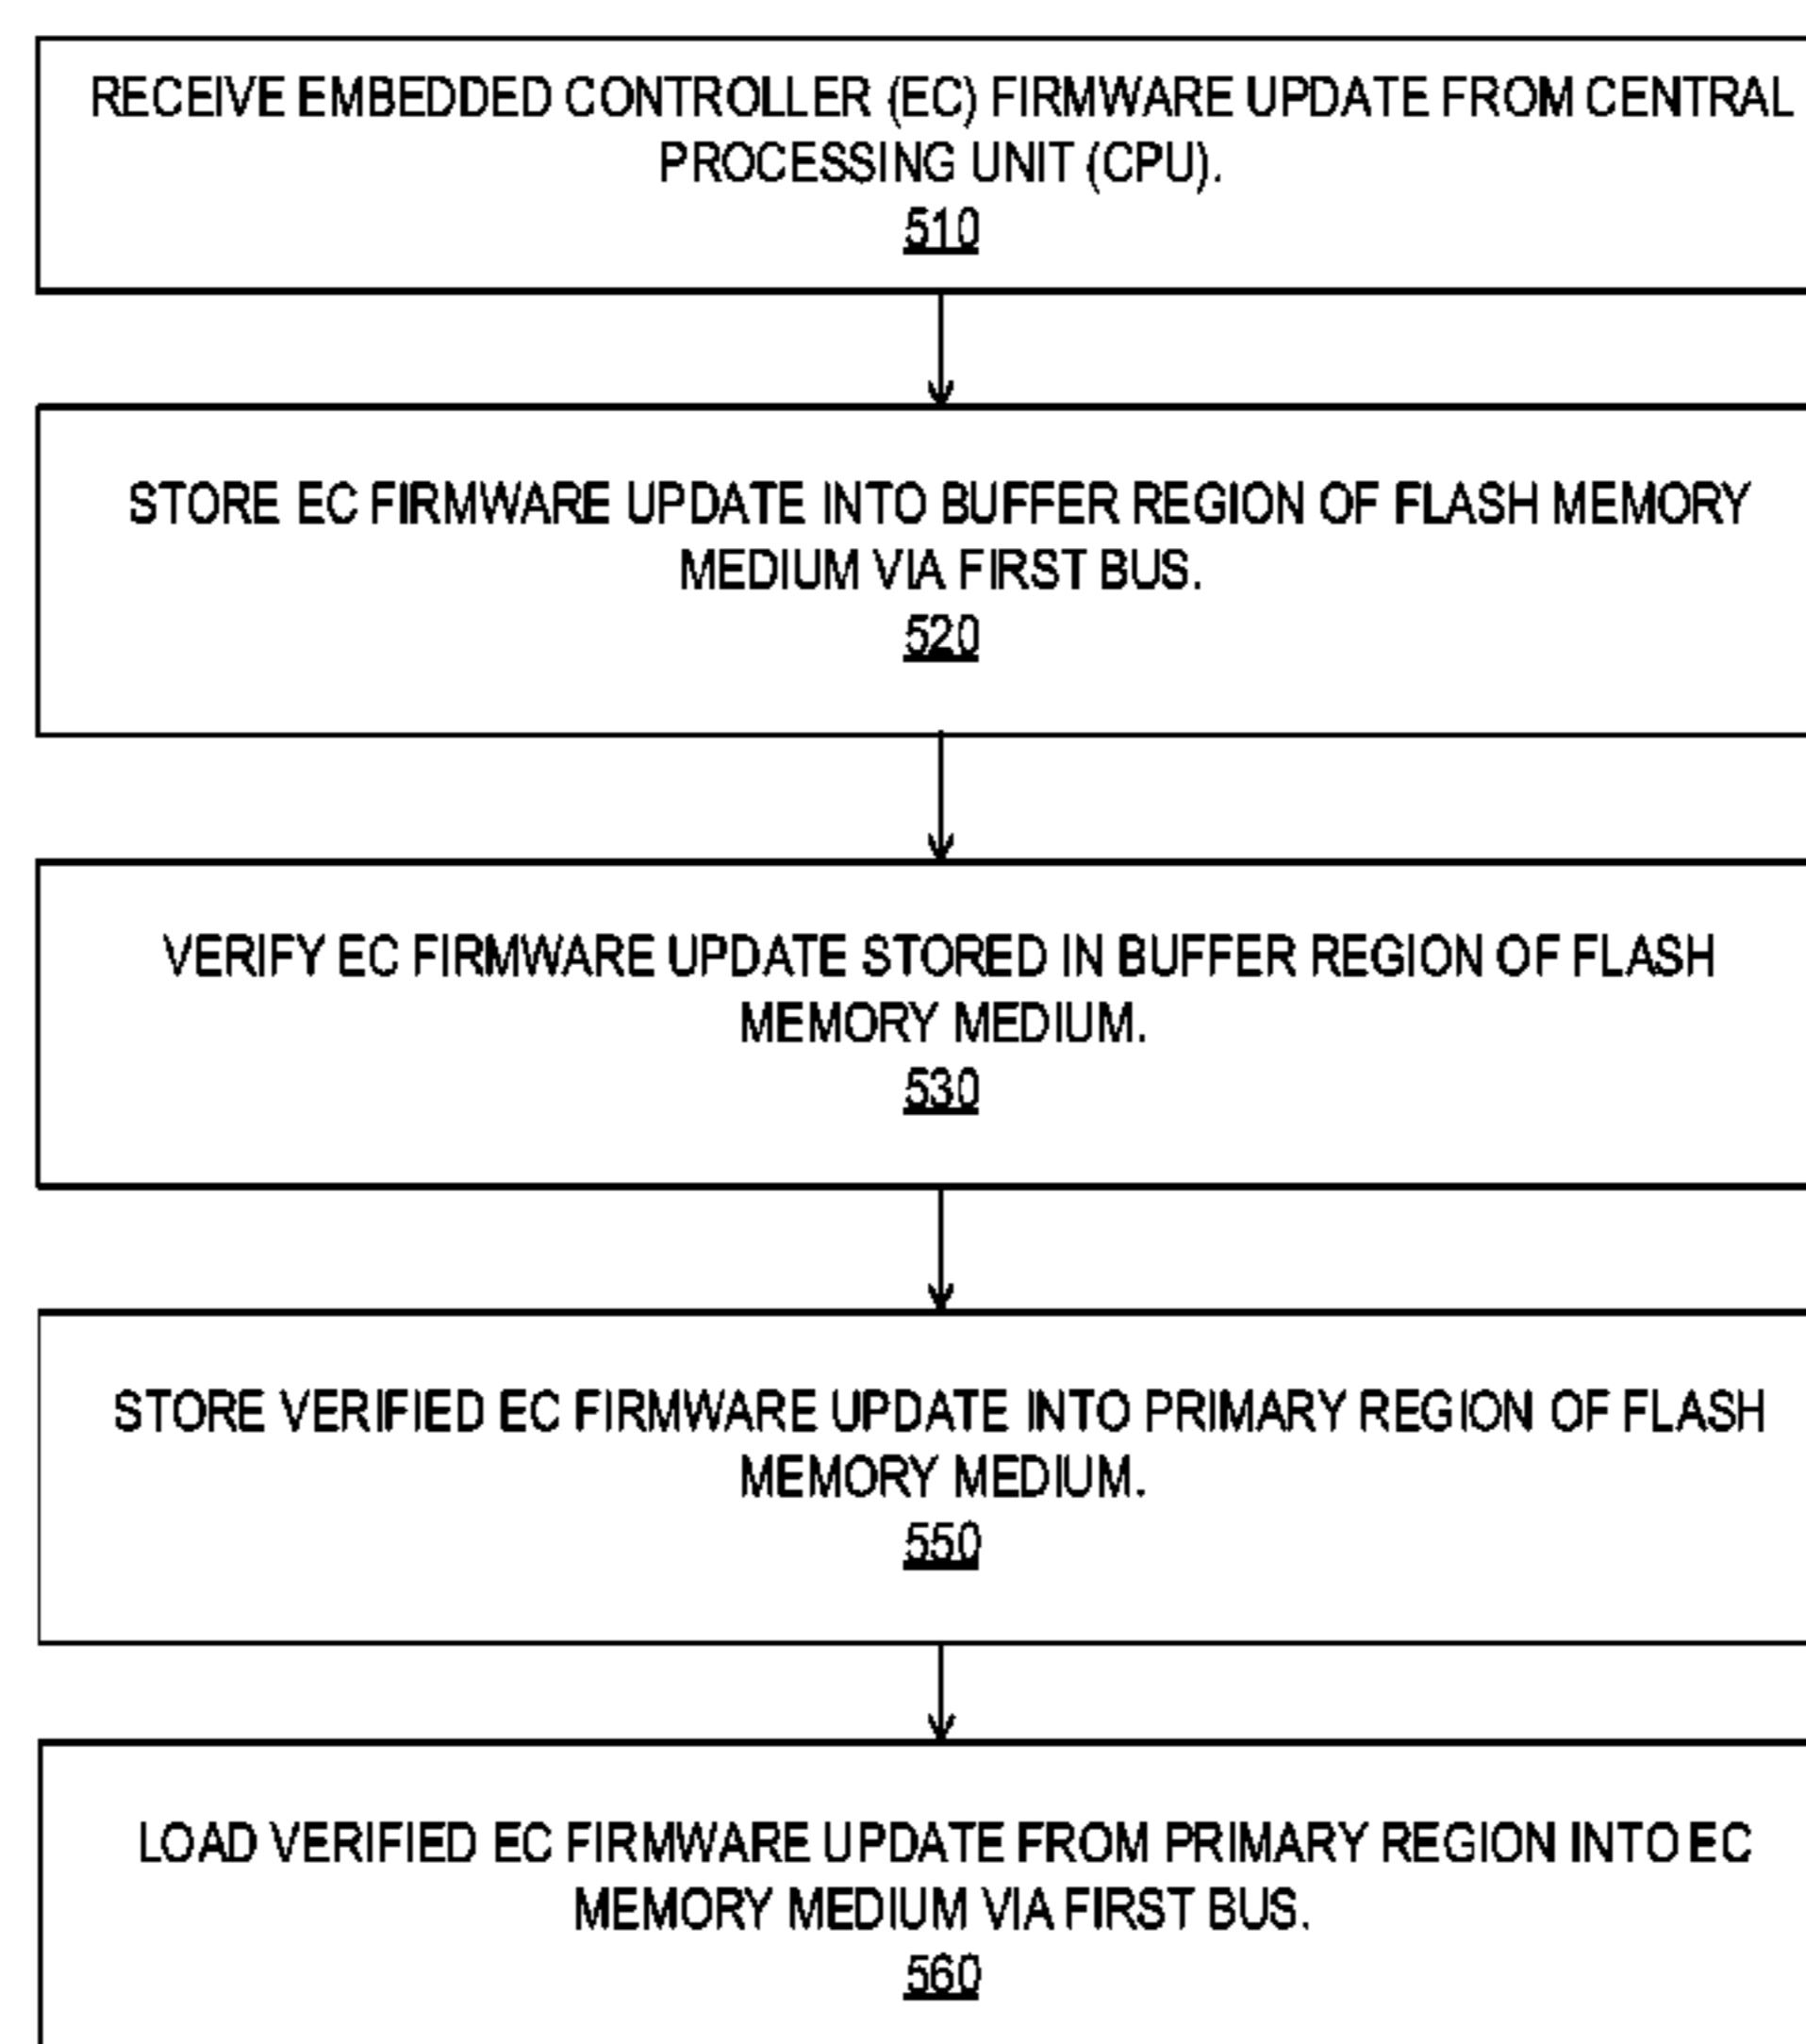 RECEIVE EMBEDDED CONTROLLER (EC) FIRMWARE UPDATE FROM CENTRAL
PROCESSING UNIT (CPU).
510
STORE EC FIRMWARE UPDATE INTO BUFFER REGION OF FLASH MEMORY
MEDIUM VIA FIRST BUS.
520
VERIFY EC FIRMWARE UPDATE STORED IN BUFFER REGION OF FLASH
MEMORY MEDIUM.
530
STORE VERIFIED EC FIRMWARE UPDATE INTO PRIMARY REGION OF FLASH
MEMORY MEDIUM.
550
LOAD VERIFIED EC FIRMWARE UPDATE FROM PRIMARY REGION INTO EC
MEMORY MEDIUM VIA FIRST BUS.
560